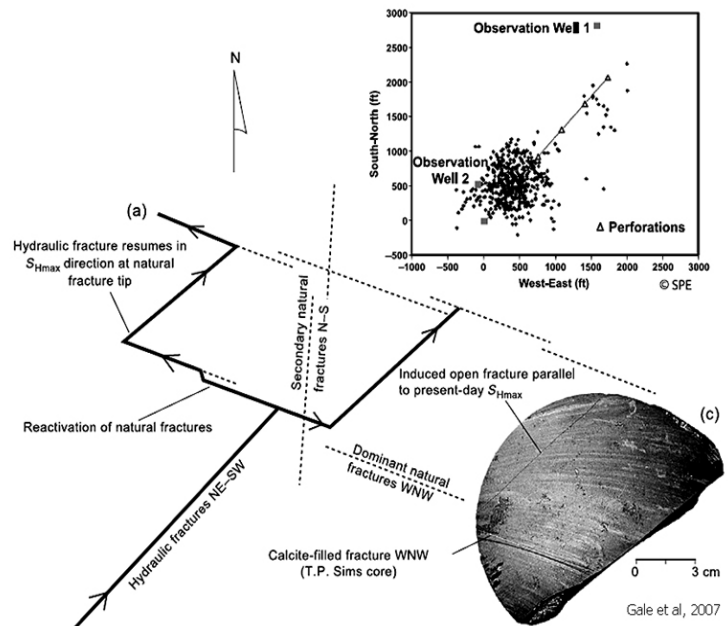 N
(a)
Hydraulic fracture resumes in
SHmax direction at natural
fracture tip
Reactivation of natural fractures
Hydraulic fractures NE–SW
Secondary natural
fractures N–S
Dominant natural
fractures WNW
Induced open fracture parallel
to present-day SHmax
(c)
Calcite-filled fracture WNW
(T.P. Sims core)
0 3 cm
Gale et al, 2007
South-North (ft)
3000
2500
2000
1500
1000
500
0
–500
Observation Well 1
Observation
Well 2
Perforations
–1000 –500 0 500 1000 1500 2000 2500 3000
West-East (ft)
© SPE